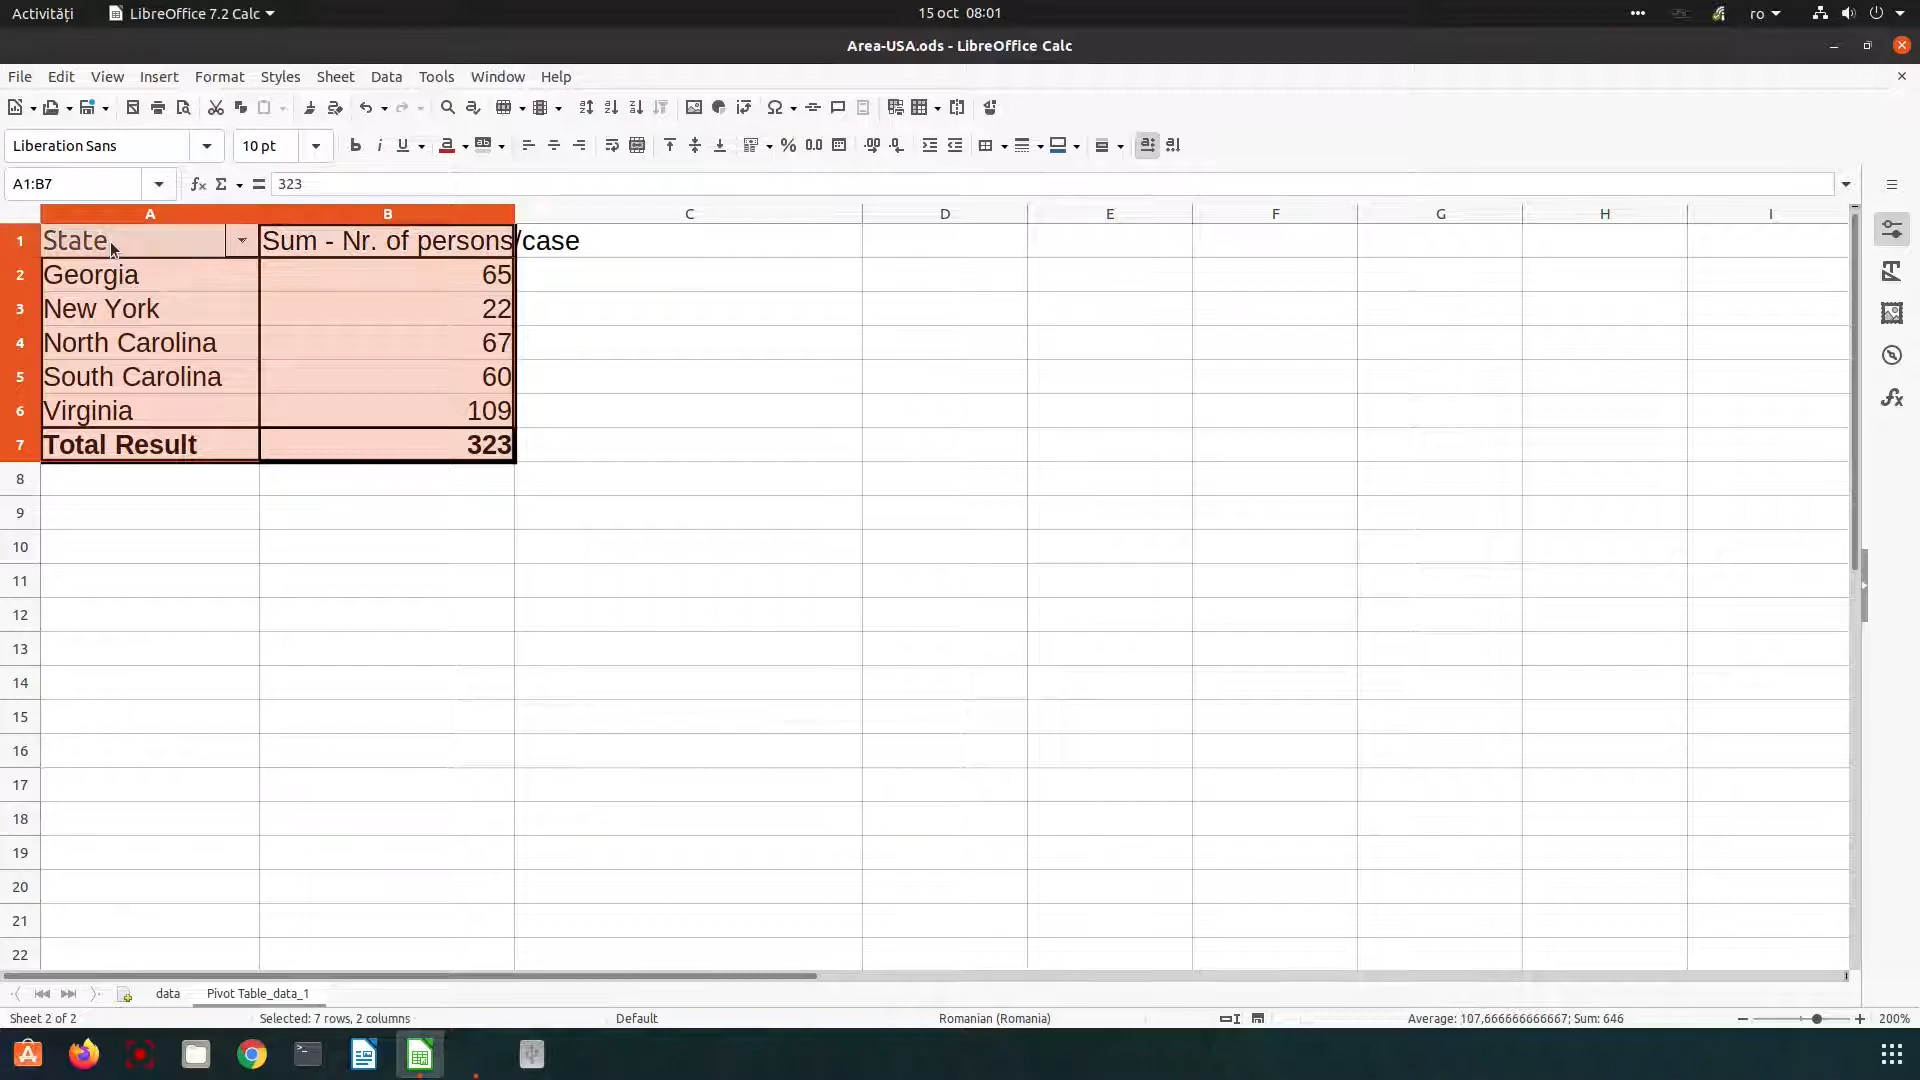 Activități LibreOffice 7.2 Calc 15 oct 08:01 ro
Area-USA.ods - LibreOffice Calc
File Edit View Insert Format Styles Sheet Data Tools Window Help
Liberation Sans 10 pt
A1:B7 323
A B C D E F G H I
1 State Sum - Nr. of persons/case
2 Georgia 65
3 New York 22
4 North Carolina 67
5 South Carolina 60
6 Virginia 109
7 Total Result 323
8
9
10
11
12
13
14
15
16
17
18
19
20
21
22
data Pivot Table_data_1
Sheet 2 of 2 Selected: 7 rows, 2 columns Default Romanian (Romania) Average: 107,666666666667; Sum: 646 200%